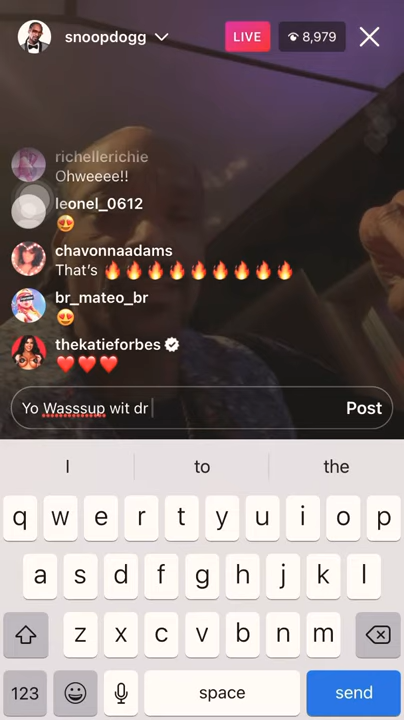 snoopdogg LIVE 8,979
richellerichie
Ohweeee!!
leonel_0612
😍
chavonnaadams
That's 🔥🔥🔥🔥🔥🔥🔥🔥🔥
br_mateo_br
😍
thekatieforbes
❤️❤️❤️
Yo Wasssup wit dr Post
I to the
q w e r t y u i o p
a s d f g h j k l
z x c v b n m
123 space send